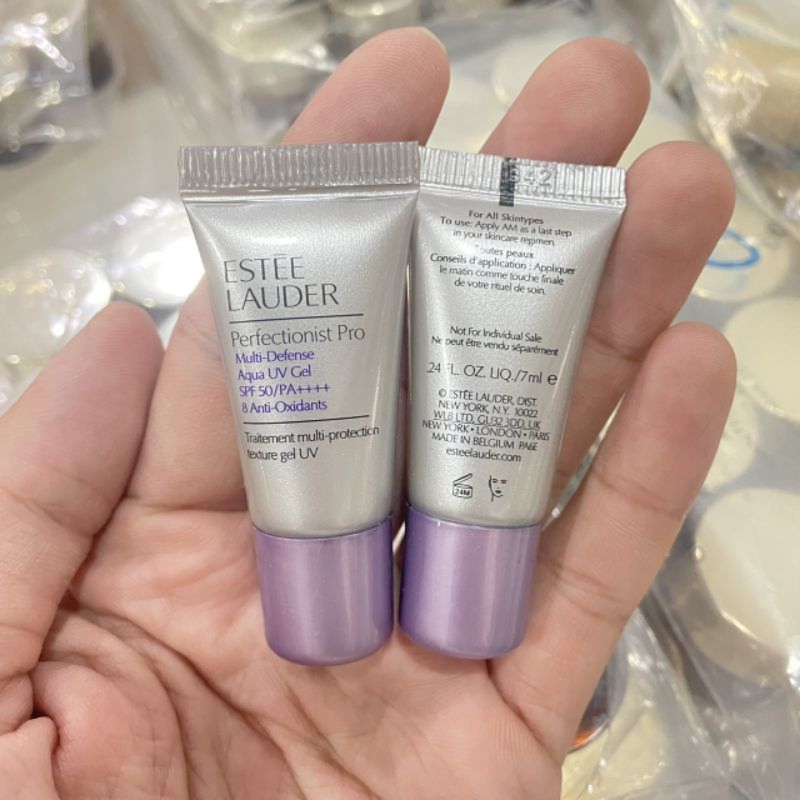 ESTĒE
LAUDER
Perfectionist Pro
Multi-Defense
Aqua UV Gel
SPF 50/PA++++
8 Anti-Oxidants
Traitement multi-protection
texture gel UV
For All Skintypes
To use: Apply AM as a last step
in your skincare regimen.
Toutes peaux
Conseils d'application : Appliquer
le matin comme touche finale
de votre rituel de soin.
Not For Individual Sale
Ne peut être vendu séparément
.24 FL. OZ. LIQ./7ml e
© ESTĒE LAUDER, DIST.
NEW YORK, N.Y. 10022
WLB LTD, GU32 3DD, UK
NEW YORK • LONDON • PARIS
MADE IN BELGIUM PA6E
esteelauder.com
24M